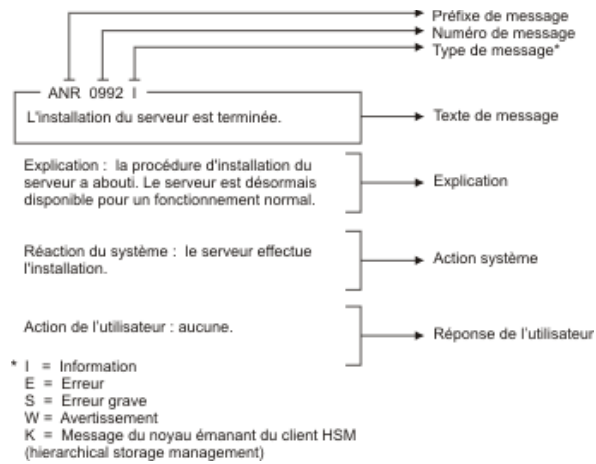 Préfixe de message
Numéro de message
Type de message*
ANR 0992 I
L'installation du serveur est terminée.
Texte de message
Explication : la procédure d'installation du
serveur a abouti. Le serveur est désormais
disponible pour un fonctionnement normal.
Explication
Réaction du système : le serveur effectue
l'installation.
Action système
Action de l'utilisateur : aucune.
Réponse de l'utilisateur
* I = Information
E = Erreur
S = Erreur grave
W = Avertissement
K = Message du noyau émanant du client HSM
(hierarchical storage management)